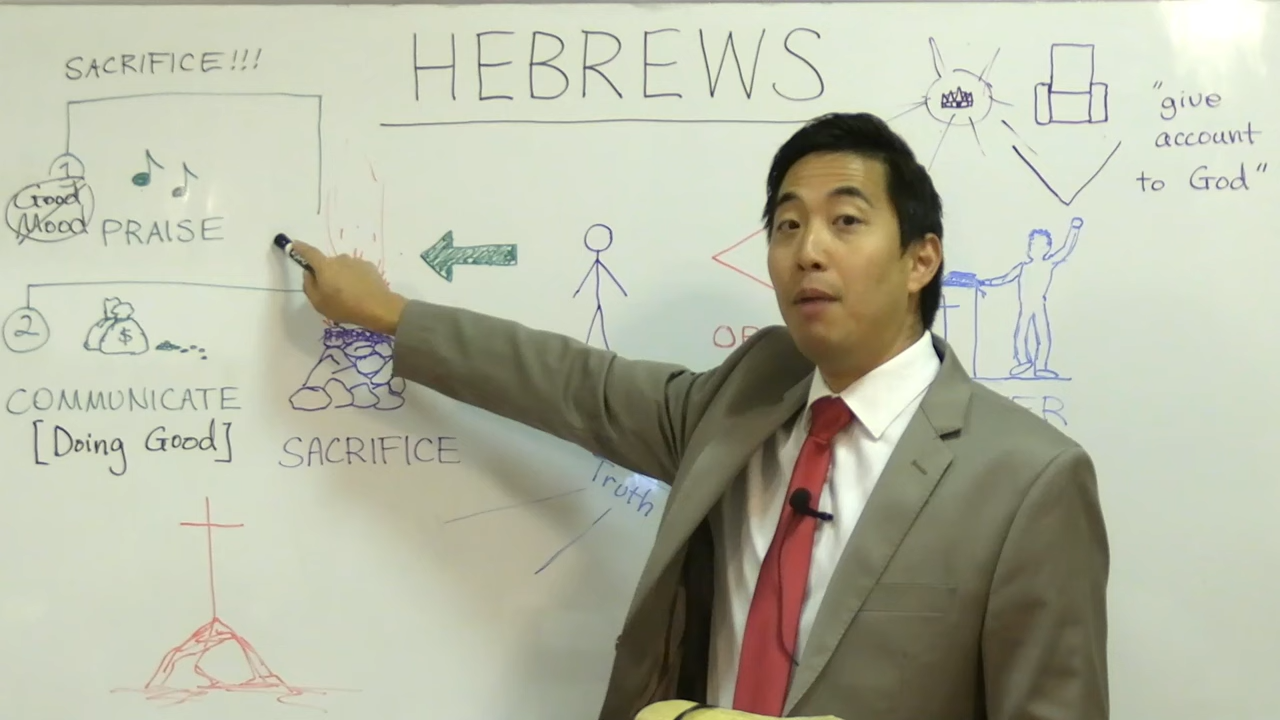 SACRIFICE!!!
HEBREWS
"give
account
to God"
1
Good
Mood
PRAISE
2
$
COMMUNICATE
[Doing Good]
SACRIFICE
Truth